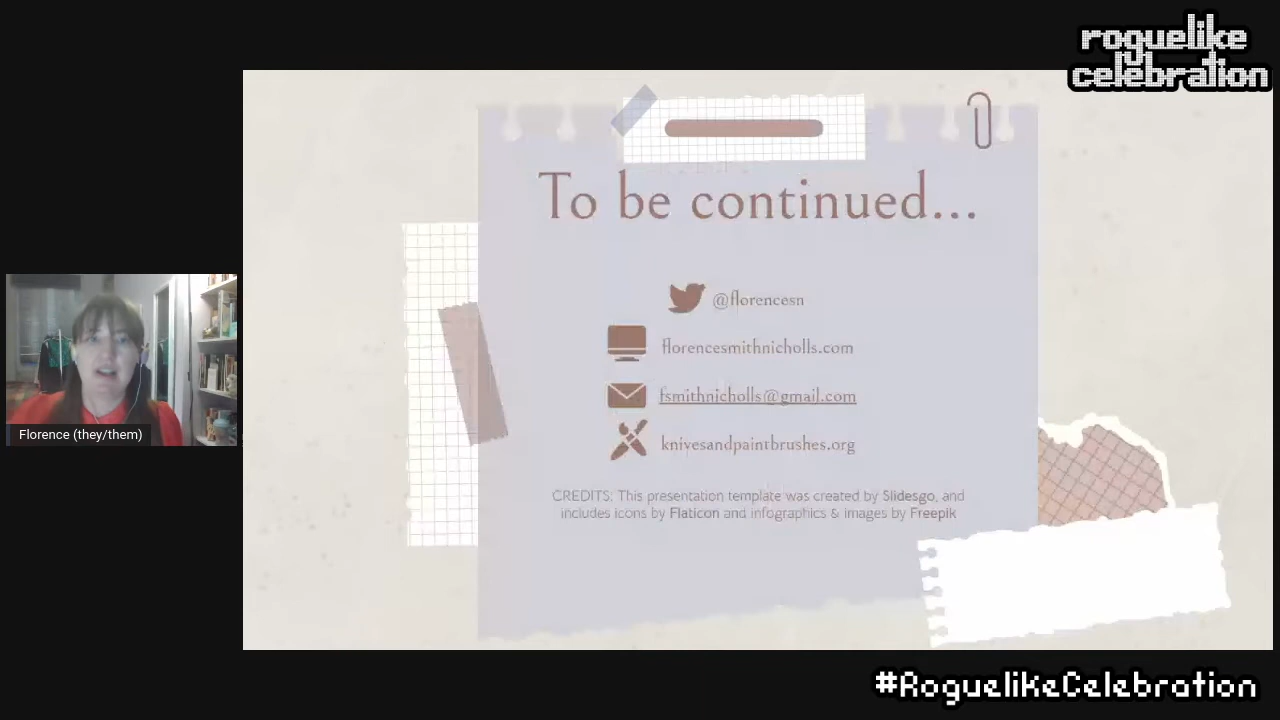 roguelike
celebration
To be continued...
@florencesn
florencesmithnicholls.com
fsmithnicholls@gmail.com
knivesandpaintbrushes.org
CREDITS: This presentation template was created by Slidesgo, and
includes icons by Flaticon and infographics & images by Freepik
Florence (they/them)
#RoguelikeCelebration